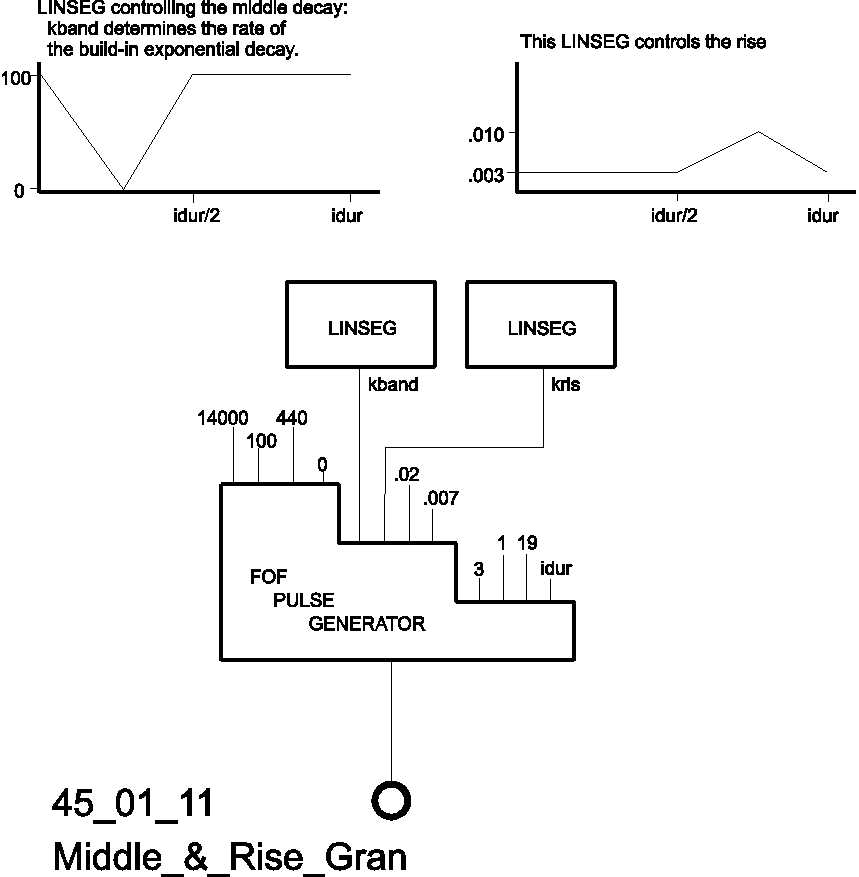 LINSEG controlling the middle decay:
kband determines the rate of
the build-in exponential decay.
100
0
idur/2
idur
This LINSEG controls the rise
.010
.003
idur/2
idur
LINSEG
LINSEG
kband
kris
14000
440
100
0
.02
.007
1
19
3
idur
FOF
PULSE
GENERATOR
45_01_11
Middle_&_Rise_Gran